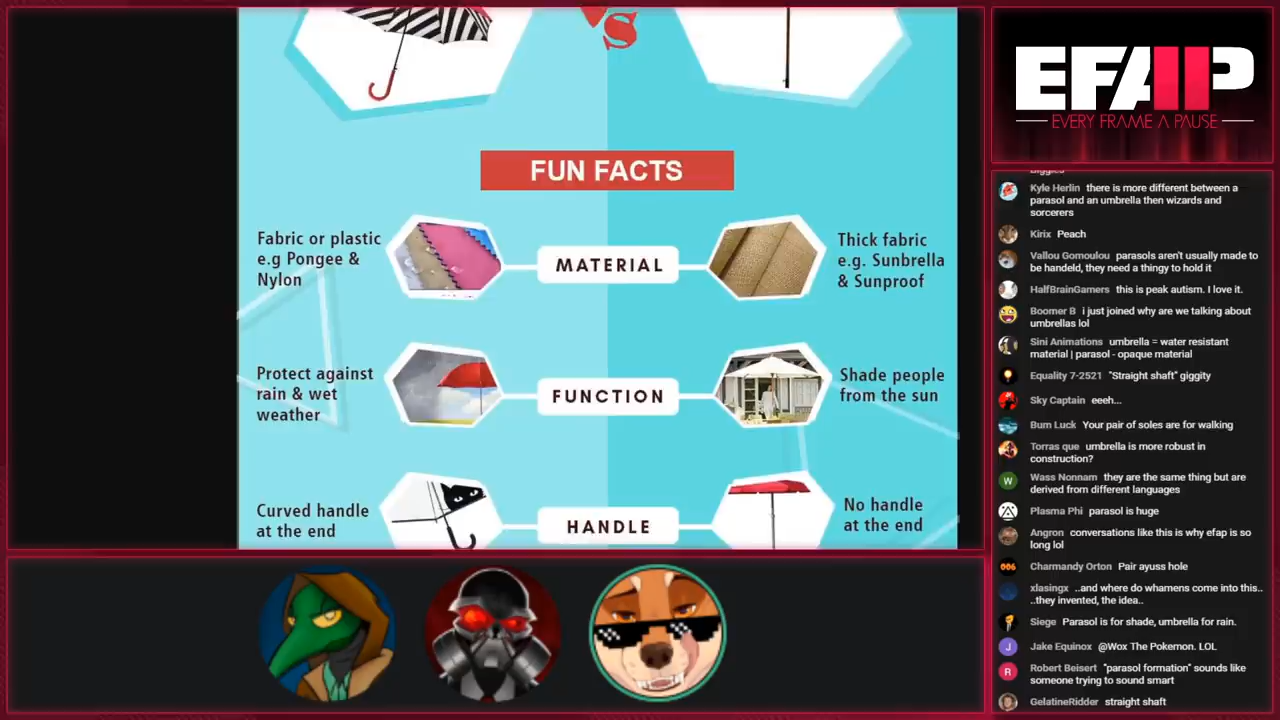 VS
FUN FACTS
Fabric or plastic
e.g Pongee &
Nylon
MATERIAL
Thick fabric
e.g. Sunbrella
& Sunproof
Protect against
rain & wet
weather
FUNCTION
Shade people
from the sun
Curved handle
at the end
HANDLE
No handle
at the end
EFAP
EVERY FRAME A PAUSE
Kyle Herlin there is more different between a
parasol and an umbrella then wizards and
sorcerers
Kirix Peach
Vallou Gomoulou parasols aren't usually made to
be handeld, they need a thingy to hold it
HalfBrainGamers this is peak autism. I love it.
Boomer B i just joined why are we talking about
umbrellas lol
Sini Animations umbrella = water resistant
material | parasol - opaque material
Equality 7-2521 "Straight shaft" giggity
Sky Captain eeeh...
Bum Luck Your pair of soles are for walking
Torras que umbrella is more robust in
construction?
W
Wass Nonnam they are the same thing but are
derived from different languages
Plasma Phi parasol is huge
Angron conversations like this is why efap is so
long lol
Charmandy Orton Pair ayuss hole
xlasingx ..and where do whamens come into this..
..they invented, the idea..
Siege Parasol is for shade, umbrella for rain.
J
Jake Equinox @Wox The Pokemon. LOL
R
Robert Beisert "parasol formation" sounds like
someone trying to sound smart
GelatineRidder straight shaft